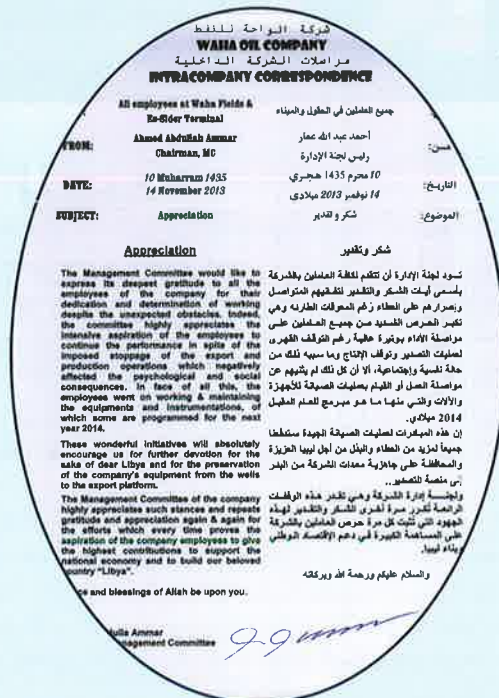 شركة الواحة للنفط
WAHA OIL COMPANY
مراسلات الشركة الداخلية
INTRACOMPANY CORRESPONDENCE
All employees at Waha Fields &
Es-Sider Terminal
جميع العاملين في الحقول والميناء
FROM:
Ahmed Abdullah Ammar
Chairman, MC
أحمد عبد الله عمار
رئيس لجنة الإدارة
مــن:
DATE:
10 Muharram 1435
14 November 2013
10 محرم 1435 هجري
14 نوفمبر 2013 ميلادي
التاريخ:
SUBJECT:
Appreciation
شكر وتقدير
الموضوع:
Appreciation
The Management Committee would like to
express its deepest gratitude to all the
employees of the company for their
dedication and determination of working
despite the unexpected obstacles. Indeed,
the committee highly appreciates the
intensive aspiration of the employees to
continue the performance in spite of the
imposed stoppage of the export and
production operations which negatively
affected the psychological and social
consequences. In face of all this, the
employees went on working & maintaining
the equipments and instrumentations, of
which some are programmed for the next
year 2014.
These wonderful initiatives will absolutely
encourage us for further devotion for the
sake of dear Libya and for the preservation
of the company's equipment from the wells
to the export platform.
The Management Committee of the company
highly appreciates such stances and repeats
gratitude and appreciation again & again for
the efforts which every time proves the
aspiration of the company employees to give
the highest contributions to support the
national economy and to build our beloved
country "Libya".
and blessings of Allah be upon you.
Ammar
Management Committee
شكر وتقدير
تــود لجنة الإدارة أن تتقدم لكافة العاملين بالشركة
بأسمى أيات الشكر والتقدير لتفانيهم المتواصل
وإصرارهم على العطاء رغم المعوقات الطارئه وهي
تكبر الحرص الشديد من جميع العاملين على
مواصلة الأداء بوتيرة عالية رغم التوقف القهري
لعمليات التصدير وتوقف الإنتاج وما سببه ذلك من
حالة نفسية وإجتماعية، ألا أن كل ذلك لم يثنيهم عن
مواصلة العمل أو القيام بعمليات الصيانة للأجهزة
والألات والتي منها ما هو مبرمج للعام المقبل
2014 ميلادي.
إن هذه المبادرات لعمليات الصيانة الجيدة ستدفعنا
جميعاً لمزيد من العطاء والبذل من أجل ليبيا العزيزة
والمحافظة على جاهزية معدات الشركة من البئر
إلى منصة التصدير..
ولجنــة إدارة الشركة وهي تقدر هذه الوقفات
الرائعة تكرر مرة أخرى الشكر والتقدير لهذه
الجهود التي تثبت كل مرة حرص العاملين بالشركة
على المساهمة الكبيرة في دعم الإقتصاد الوطني
وبناء ليبيا.
والسلام عليكم ورحمة الله وبركاته